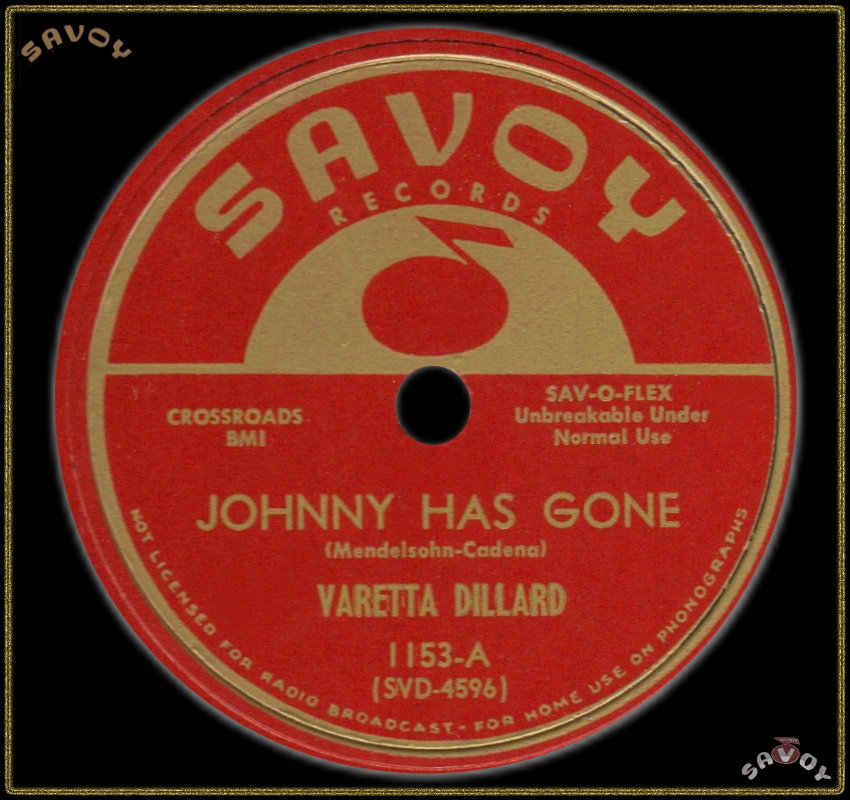 SAVOY
SAVOY
RECORDS
CROSSROADS
BMI
SAV-O-FLEX
Unbreakable Under
Normal Use
JOHNNY HAS GONE
(Mendelsohn-Cadena)
VARETTA DILLARD
1153-A
(SVD-4596)
NOT LICENSED FOR RADIO BROADCAST - FOR HOME USE ON PHONOGRAPHS
SAVOY